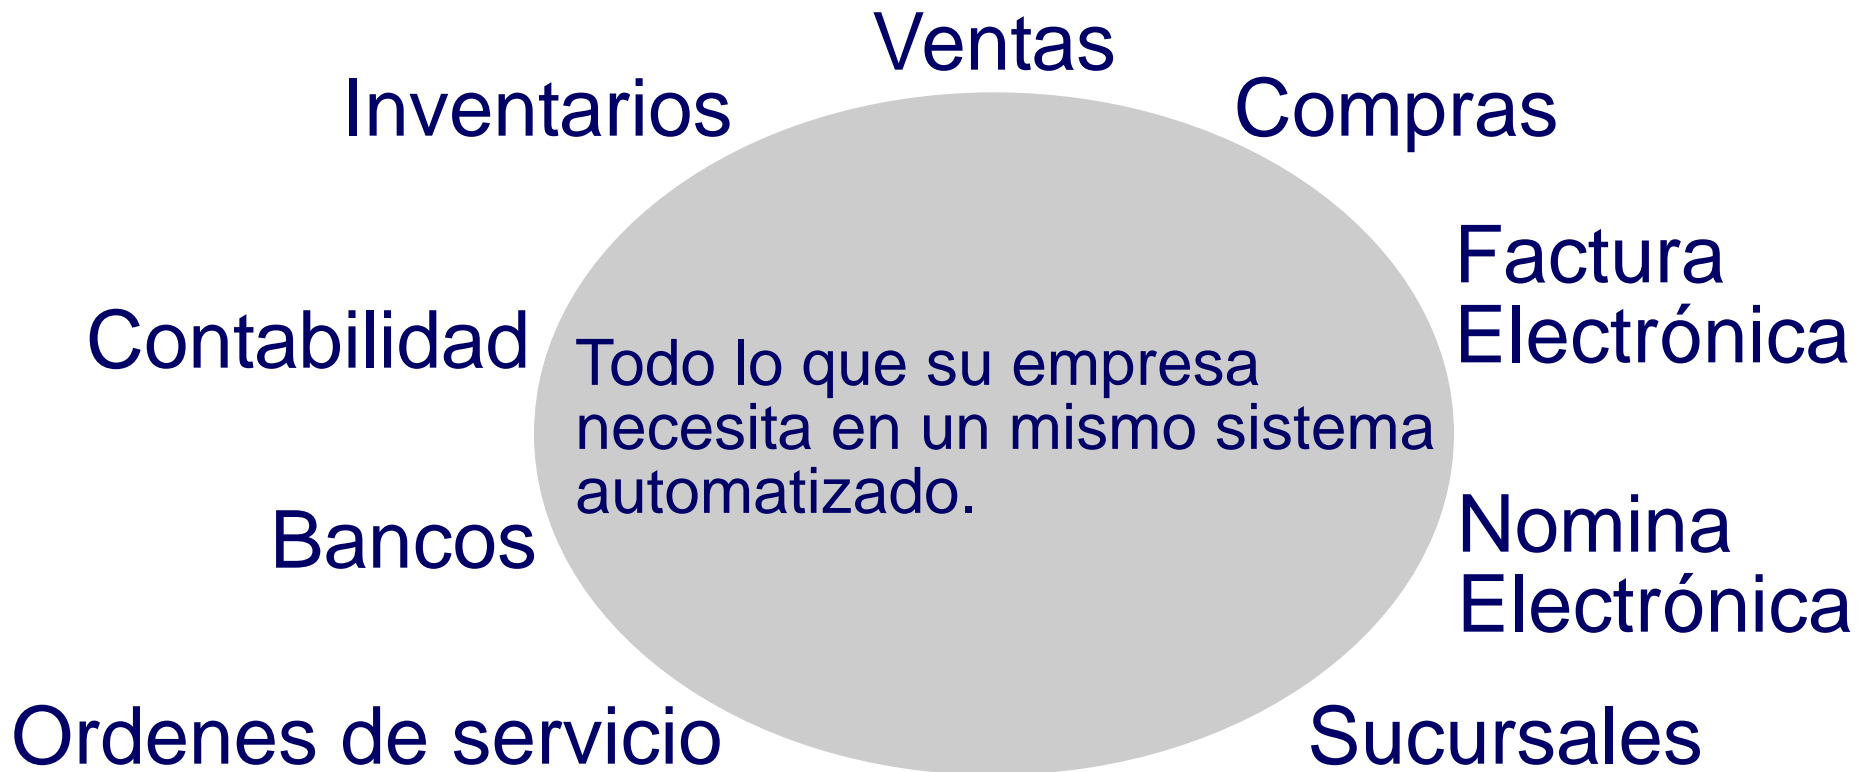 Ventas
Inventarios
Compras
Factura
Electrónica
Contabilidad
Todo lo que su empresa
necesita en un mismo sistema
automatizado.
Bancos
Nomina
Electrónica
Ordenes de servicio
Sucursales